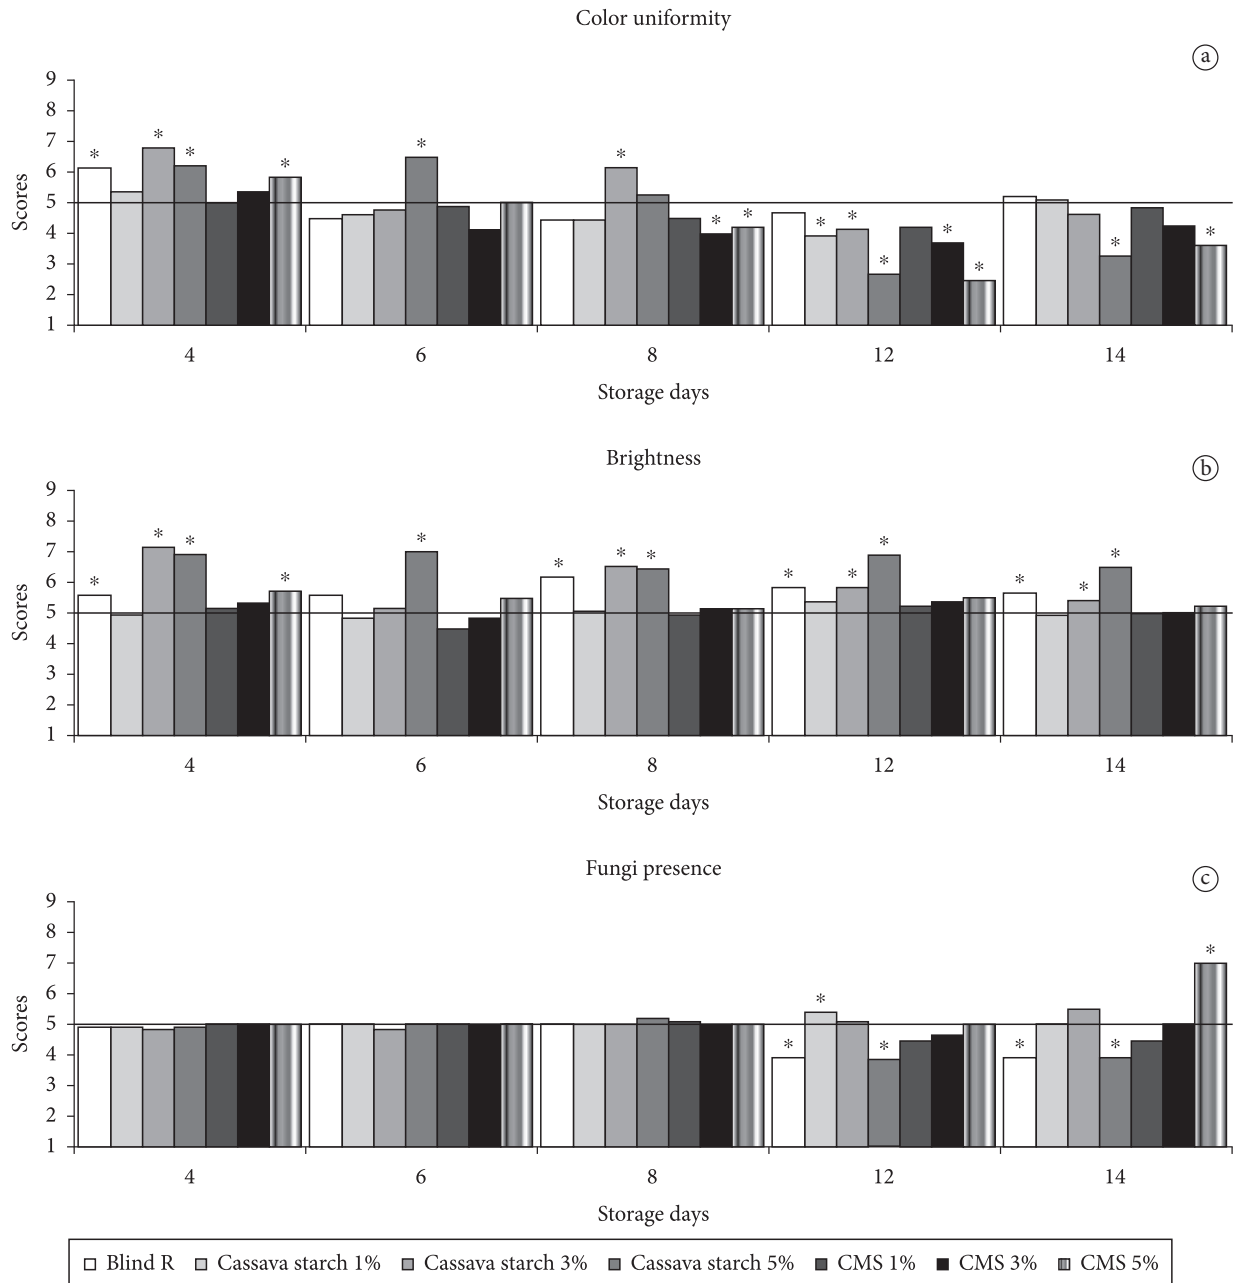 Color uniformity
a
9
8
7
6
5
4
3
2
1
Scores
* * * * * * * * * * * * * * *
4 6 8 12 14
Storage days
Brightness
b
9
8
7
6
5
4
3
2
1
Scores
* * * * * * * * * * * * * *
4 6 8 12 14
Storage days
Fungi presence
c
9
8
7
6
5
4
3
2
1
Scores
* * * * * *
4 6 8 12 14
Storage days
Blind R Cassava starch 1% Cassava starch 3% Cassava starch 5% CMS 1% CMS 3% CMS 5%